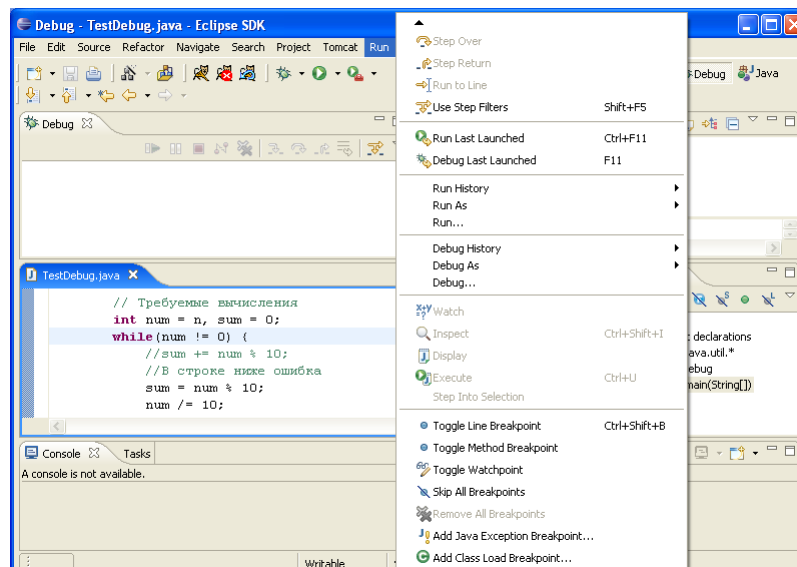 Debug - TestDebug.java - Eclipse SDK
File Edit Source Refactor Navigate Search Project Tomcat Run
Debug Java
Debug
Step Over
Step Return
Run to Line
Use Step Filters Shift+F5
Run Last Launched Ctrl+F11
Debug Last Launched F11
Run History
Run As
Run...
Debug History
Debug As
Debug...
Watch
Inspect Ctrl+Shift+I
Display
Execute Ctrl+U
Step Into Selection
Toggle Line Breakpoint Ctrl+Shift+B
Toggle Method Breakpoint
Toggle Watchpoint
Skip All Breakpoints
Remove All Breakpoints
Add Java Exception Breakpoint...
Add Class Load Breakpoint...
TestDebug.java
// Требуемые вычисления
int num = n, sum = 0;
while(num != 0) {
//sum += num % 10;
//В строке ниже ошибка
sum = num % 10;
num /= 10;
declarations
ava.util.*
ebug
main(String[])
Console Tasks
A console is not available.
Writable